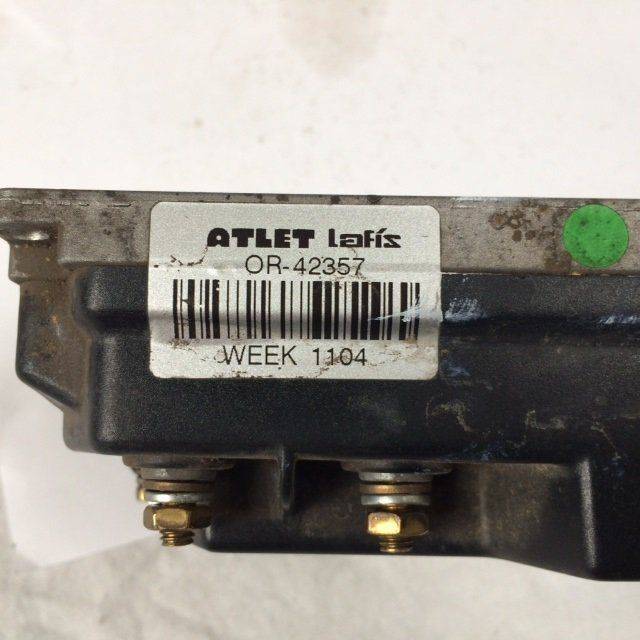 ATLET Lafis
OR-42357
WEEK 1104